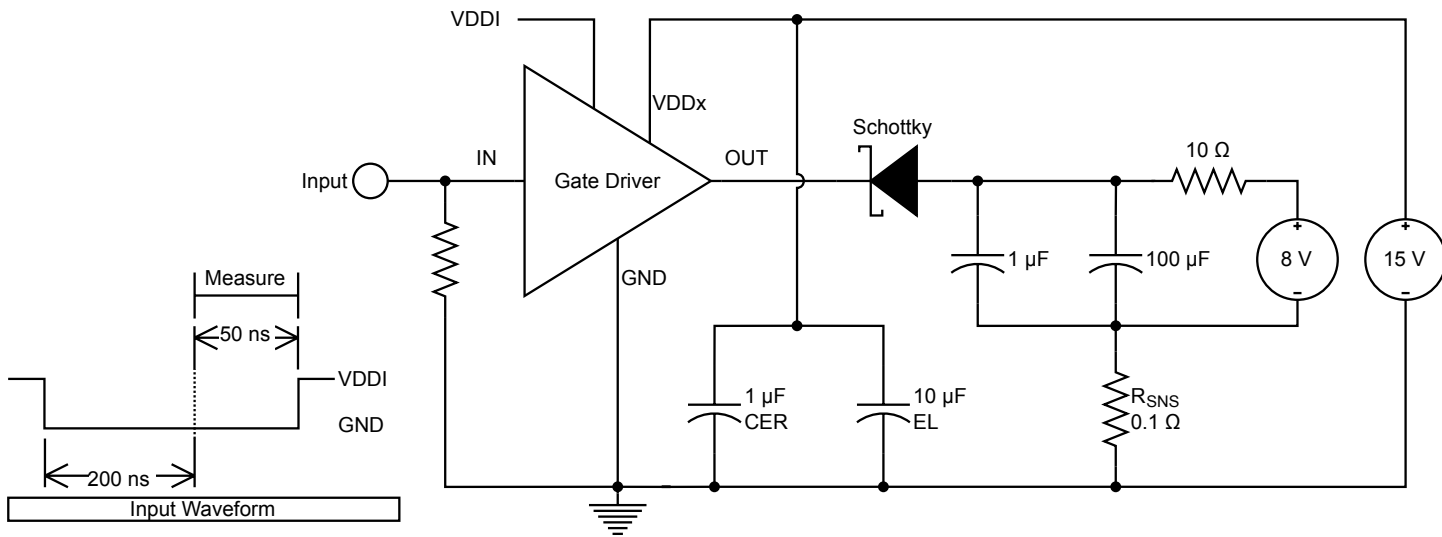 VDDI
VDDx
Schottky
10 Ω
Input
IN
Gate Driver
OUT
+
+
1 µF
100 µF
8 V
15 V
−
−
GND
Measure
50 ns
VDDI
GND
200 ns
Input Waveform
1 µF
CER
10 µF
EL
RSNS
0.1 Ω